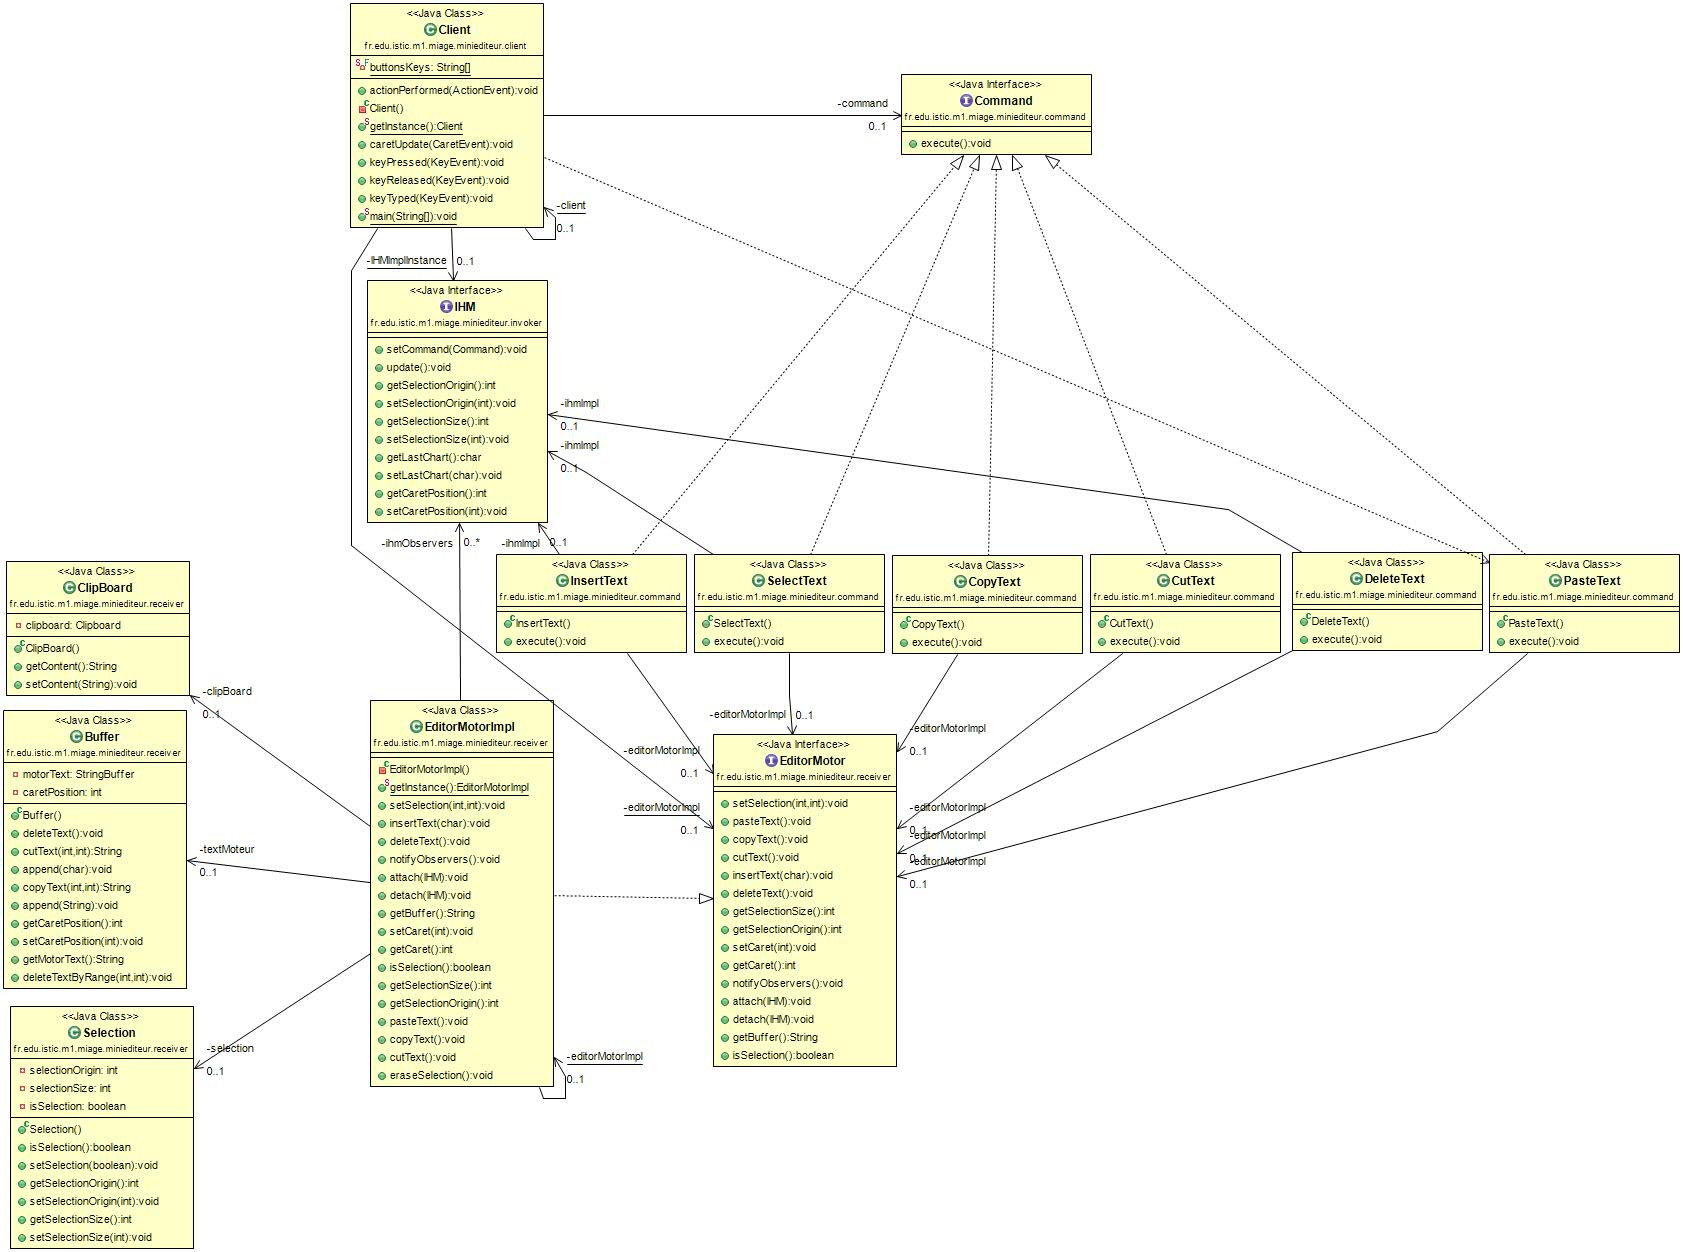 <<Java Class>>
Client
fr.edu.istic.m1.miage.miniediteur.client
buttonsKeys: String[]
actionPerformed(ActionEvent):void
Client()
getInstance():Client
caretUpdate(CaretEvent):void
keyPressed(KeyEvent):void
keyReleased(KeyEvent):void
keyTyped(KeyEvent):void
main(String[]):void
-command
0..1
<<Java Interface>>
Command
fr.edu.istic.m1.miage.miniediteur.command
execute():void
-client
0..1
-IHMImplInstance
0..1
<<Java Interface>>
IHM
fr.edu.istic.m1.miage.miniediteur.invoker
setCommand(Command):void
update():void
getSelectionOrigin():int
setSelectionOrigin(int):void
getSelectionSize():int
setSelectionSize(int):void
getLastChart():char
setLastChart(char):void
getCaretPosition():int
setCaretPosition(int):void
-ihmImpl
0..1
-ihmImpl
0..1
-ihmObservers
0..*
-ihmImpl
0..1
<<Java Class>>
InsertText
fr.edu.istic.m1.miage.miniediteur.command
InsertText()
execute():void
<<Java Class>>
SelectText
fr.edu.istic.m1.miage.miniediteur.command
SelectText()
execute():void
<<Java Class>>
CopyText
fr.edu.istic.m1.miage.miniediteur.command
CopyText()
execute():void
<<Java Class>>
CutText
fr.edu.istic.m1.miage.miniediteur.command
CutText()
execute():void
<<Java Class>>
DeleteText
fr.edu.istic.m1.miage.miniediteur.command
DeleteText()
execute():void
<<Java Class>>
PasteText
fr.edu.istic.m1.miage.miniediteur.command
PasteText()
execute():void
<<Java Class>>
ClipBoard
fr.edu.istic.m1.miage.miniediteur.receiver
clipboard: Clipboard
ClipBoard()
getContent():String
setContent(String):void
-clipBoard
0..1
<<Java Class>>
Buffer
fr.edu.istic.m1.miage.miniediteur.receiver
motorText: StringBuffer
caretPosition: int
Buffer()
deleteText():void
cutText(int,int):String
append(char):void
copyText(int,int):String
append(String):void
getCaretPosition():int
setCaretPosition(int):void
getMotorText():String
deleteTextByRange(int,int):void
-textMoteur
0..1
<<Java Class>>
Selection
fr.edu.istic.m1.miage.miniediteur.receiver
selectionOrigin: int
selectionSize: int
isSelection: boolean
Selection()
isSelection():boolean
setSelection(boolean):void
getSelectionOrigin():int
setSelectionOrigin(int):void
getSelectionSize():int
setSelectionSize(int):void
-selection
0..1
<<Java Class>>
EditorMotorImpl
fr.edu.istic.m1.miage.miniediteur.receiver
EditorMotorImpl()
getInstance():EditorMotorImpl
setSelection(int,int):void
insertText(char):void
deleteText():void
notifyObservers():void
attach(IHM):void
detach(IHM):void
getBuffer():String
setCaret(int):void
getCaret():int
isSelection():boolean
getSelectionSize():int
getSelectionOrigin():int
pasteText():void
copyText():void
cutText():void
eraseSelection():void
-editorMotorImpl
0..1
-editorMotorImpl
0..1
-editorMotorImpl
0..1
-editorMotorImpl
0..1
<<Java Interface>>
EditorMotor
fr.edu.istic.m1.miage.miniediteur.receiver
setSelection(int,int):void
pasteText():void
copyText():void
cutText():void
insertText(char):void
deleteText():void
getSelectionSize():int
getSelectionOrigin():int
setCaret(int):void
getCaret():int
notifyObservers():void
attach(IHM):void
detach(IHM):void
getBuffer():String
isSelection():boolean
-editorMotorImpl
0..1
-editorMotorImpl
0..1
-editorMotorImpl
0..1
-editorMotorImpl
0..1